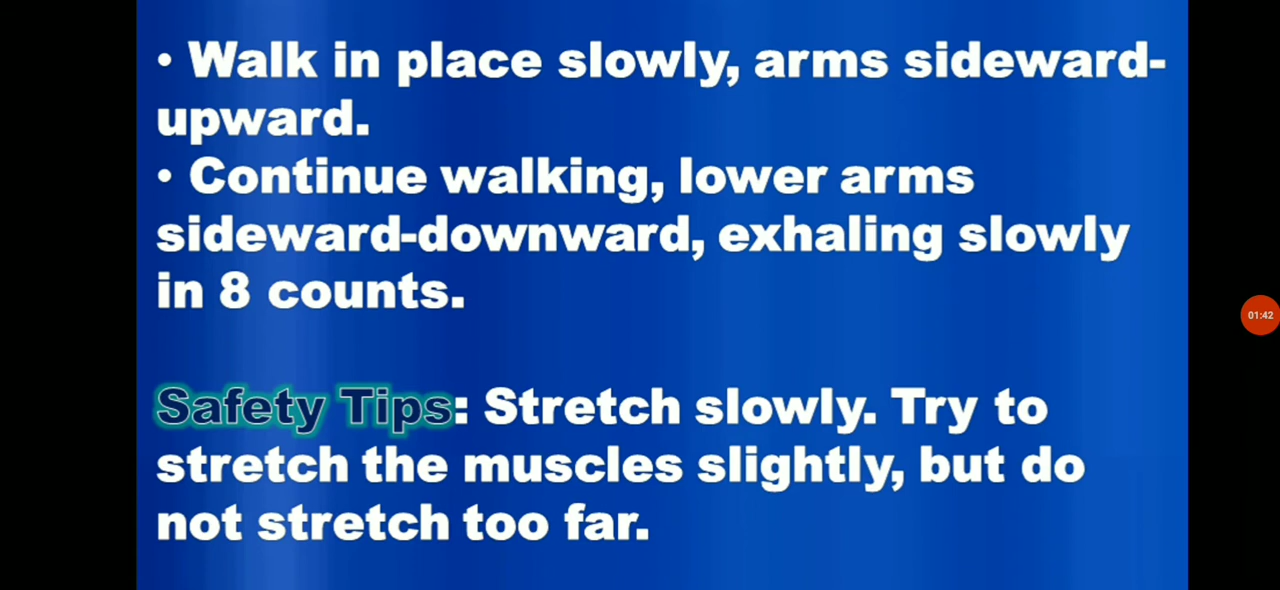 • Walk in place slowly, arms sideward-
upward.
• Continue walking, lower arms
sideward-downward, exhaling slowly
in 8 counts.
Safety Tips: Stretch slowly. Try to
stretch the muscles slightly, but do
not stretch too far.
01:42